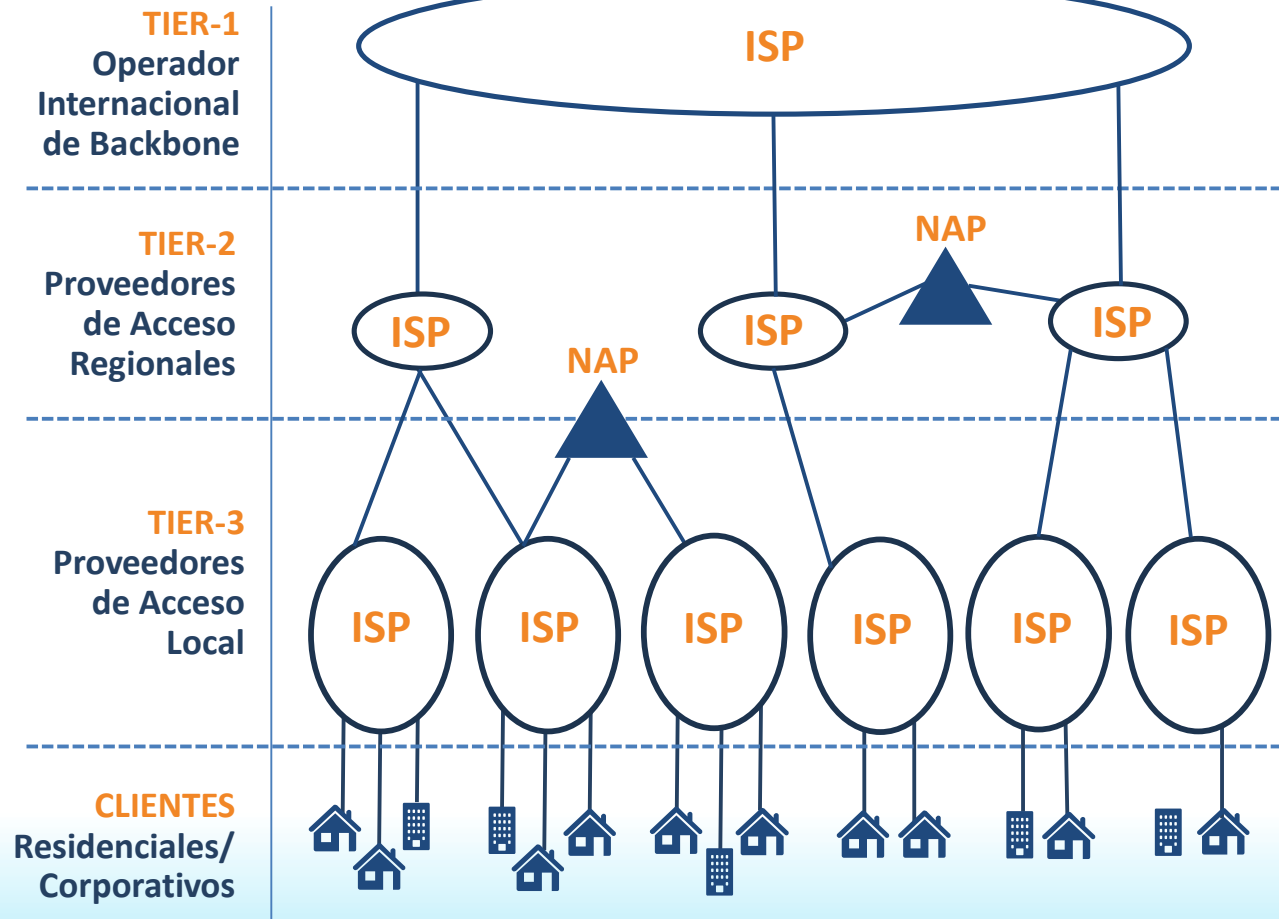 TIER-1
Operador
Internacional
de Backbone
ISP
TIER-2
Proveedores
de Acceso
Regionales
NAP
ISP
ISP
ISP
NAP
TIER-3
Proveedores
de Acceso
Local
ISP
ISP
ISP
ISP
ISP
ISP
CLIENTES
Residenciales/
Corporativos